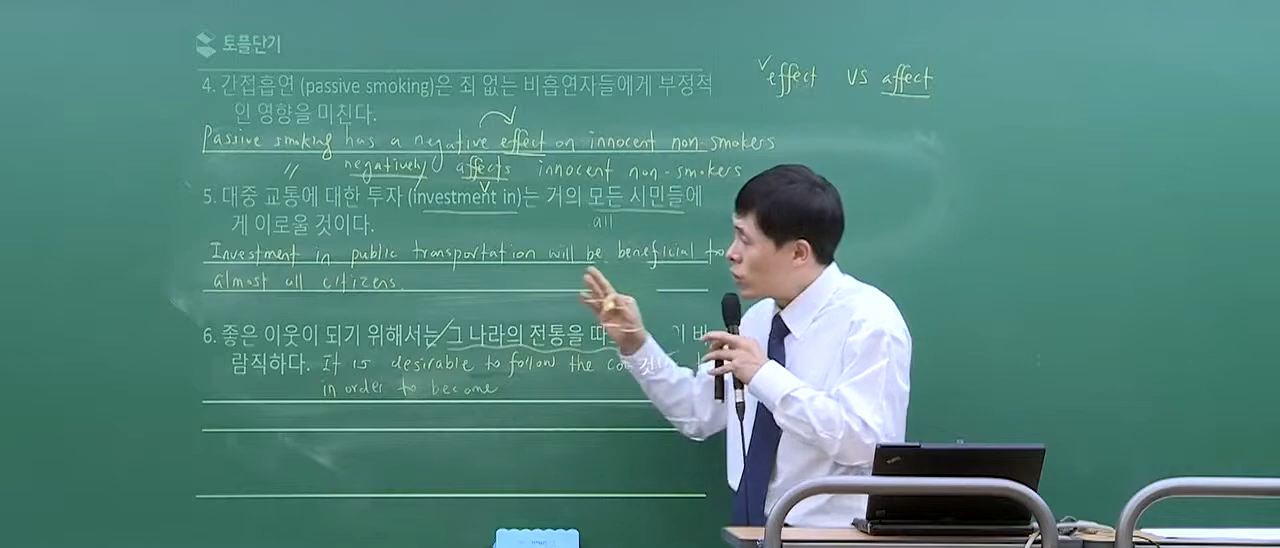 토플단기
effect VS affect
4. 간접흡연 (passive smoking)은 죄 없는 비흡연자들에게 부정적
인 영향을 미친다.
Passive smoking has a negative effect on innocent non-smokers
〃 negatively affects innocent non-smokers
5. 대중 교통에 대한 투자 (investment in)는 거의 모든 시민들에
게 이로울 것이다.
all
Investment in public transportation will be beneficial to
almost all citizens.
6. 좋은 이웃이 되기 위해서는 그 나라의 전통을 따
람직하다. It is desirable to follow the
in order to become